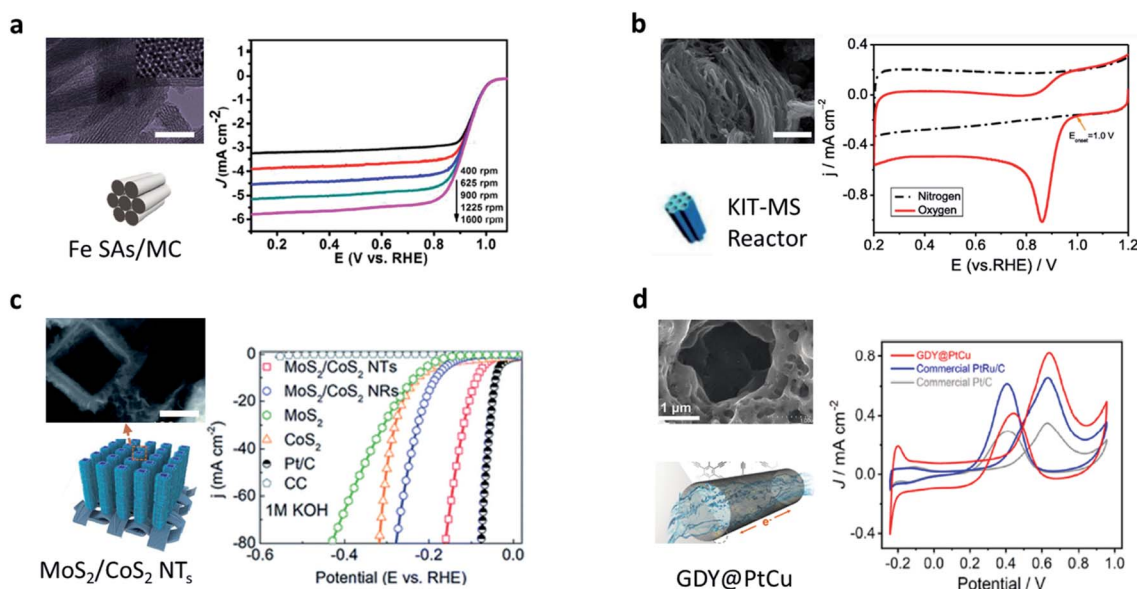 a
J (mA cm⁻²)
1
0
-1
-2
-3
-4
-5
-6
400 rpm
625 rpm
900 rpm
1225 rpm
1600 rpm
0.2 0.4 0.6 0.8 1.0
E (V vs. RHE)
Fe SAs/MC
b
j / mA cm⁻²
0.4
0.0
-0.4
-0.8
E_onset=1.0 V
Nitrogen
Oxygen
0.2 0.4 0.6 0.8 1.0 1.2
E (vs.RHE) / V
KIT-MS
Reactor
c
j (mA cm⁻²)
0
-20
-40
-60
-80
MoS₂/CoS₂ NTs
MoS₂/CoS₂ NRs
MoS₂
CoS₂
Pt/C
CC
1M KOH
-0.6 -0.4 -0.2 0.0
Potential (E vs. RHE)
MoS₂/CoS₂ NTₛ
d
1 μm
e⁻
GDY@PtCu
J / mA cm⁻²
0.8
0.4
0.0
-0.4
GDY@PtCu
Commercial PtRu/C
Commercial Pt/C
-0.2 0.0 0.2 0.4 0.6 0.8 1.0
Potential / V